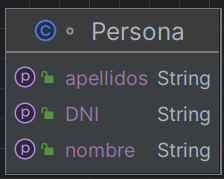 C Persona
p apellidos String
p DNI String
p nombre String